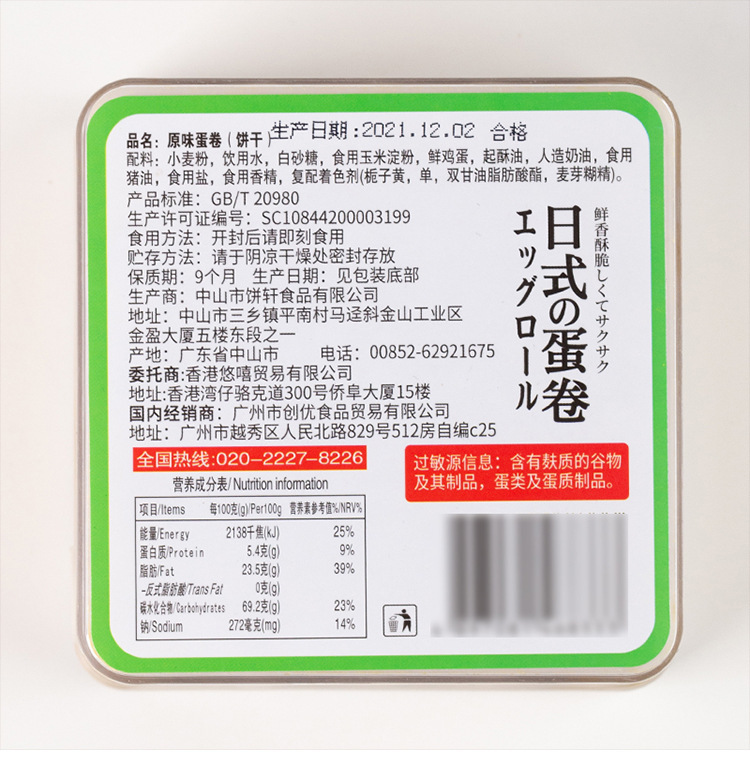 品名：原味蛋卷（饼干）
生产日期:2021.12.02 合格
配料：小麦粉，饮用水，白砂糖，食用玉米淀粉，鲜鸡蛋，起酥油，人造奶油，食用
猪油，食用盐，食用香精，复配着色剂(栀子黄，单，双甘油脂肪酸酯，麦芽糊精)。
产品标准：GB/T 20980
生产许可证编号：SC10844200003199
食用方法：开封后请即刻食用
贮存方法：请于阴凉干燥处密封存放
保质期：9个月 生产日期：见包装底部
生产商：中山市饼轩食品有限公司
地址：中山市三乡镇平南村马迳斜金山工业区
金盈大厦五楼东段之一
产地：广东省中山市 电话：00852-62921675
委托商:香港悠嘻贸易有限公司
地址:香港湾仔骆克道300号侨阜大厦15楼
国内经销商：广州市创优食品贸易有限公司
地址：广州市越秀区人民北路829号512房自编c25
全国热线:020-2227-8226
鲜香酥脆しくてサクサク
日式の蛋卷
エッグロール
过敏源信息：含有麸质的谷物
及其制品，蛋类及蛋质制品。
营养成分表/Nutrition information
项目/Items 每100克(g)/Per100g 营养素参考值%/NRV%
能量/Energy 2138千焦(kJ) 25%
蛋白质/Protein 5.4克(g) 9%
脂肪/Fat 23.5克(g) 39%
-反式脂肪酸/Trans Fat 0克(g)
碳水化合物/Carbohydrates 69.2克(g) 23%
钠/Sodium 272毫克(mg) 14%